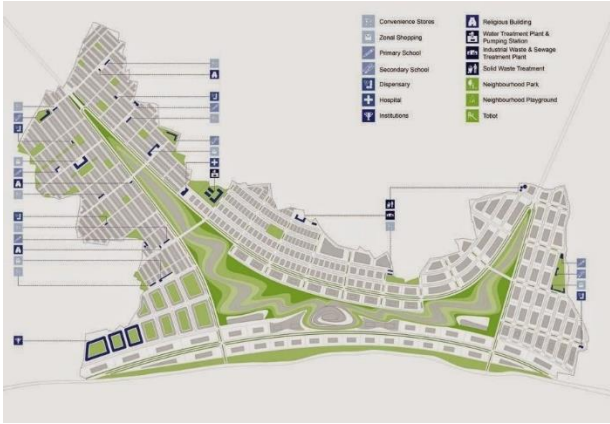 Convenience Stores
Zonal Shopping
Primary School
Secondary School
Dispensary
Hospital
Institutions
Religious Building
Water Treatment Plant &
Pumping Station
Industrial Waste & Sewage
Treatment Plant
Solid Waste Treatment
Neighbourhood Park
Neighbourhood Playground
Totlot